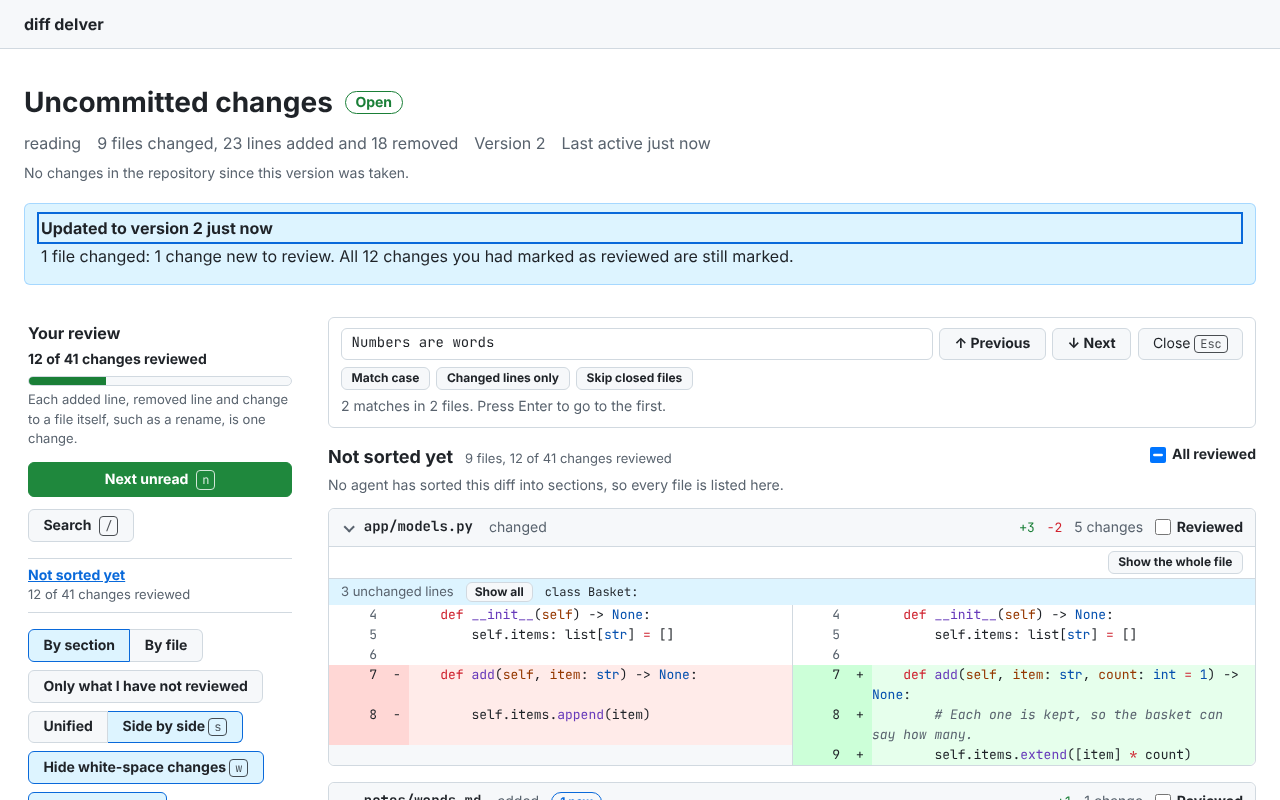 diff delver
Uncommitted changes Open
reading 9 files changed, 23 lines added and 18 removed Version 2 Last active just now
No changes in the repository since this version was taken.
Updated to version 2 just now
1 file changed: 1 change new to review. All 12 changes you had marked as reviewed are still marked.
Your review
12 of 41 changes reviewed
Each added line, removed line and change
to a file itself, such as a rename, is one
change.
Next unread n
Search /
Not sorted yet
12 of 41 changes reviewed
By section By file
Only what I have not reviewed
Unified Side by side s
Hide white-space changes w
Numbers are words
↑ Previous ↓ Next Close Esc
Match case Changed lines only Skip closed files
2 matches in 2 files. Press Enter to go to the first.
Not sorted yet 9 files, 12 of 41 changes reviewed All reviewed
No agent has sorted this diff into sections, so every file is listed here.
app/models.py changed +3 -2 5 changes Reviewed
Show the whole file
3 unchanged lines Show all class Basket:
4 def __init__(self) -> None:
5 self.items: list[str] = []
6
7 - def add(self, item: str) -> None:
8 - self.items.append(item)
4 def __init__(self) -> None:
5 self.items: list[str] = []
6
7 + def add(self, item: str, count: int = 1) ->
None:
8 + # Each one is kept, so the basket can
say how many.
9 + self.items.extend([item] * count)
notes/words.md added 1 new +1 1 change Reviewed